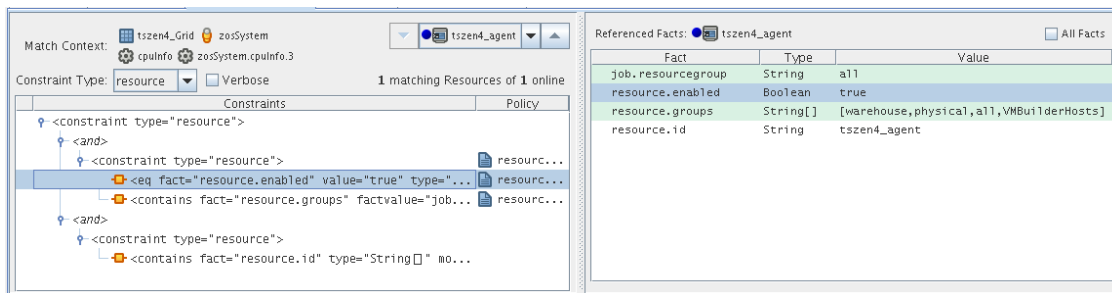 Match Context: tszen4_Grid zosSystem
cpuInfo zosSystem.cpuInfo.3
tszen4_agent
Constraint Type: resource Verbose 1 matching Resources of 1 online
Constraints Policy
<constraint type="resource">
<and>
<constraint type="resource"> resourc...
<eq fact="resource.enabled" value="true" type="... resourc...
<contains fact="resource.groups" factvalue="job... resourc...
<and>
<constraint type="resource">
<contains fact="resource.id" type="String[]" mo...
Referenced Facts: tszen4_agent All Facts
Fact Type Value
job.resourcegroup String all
resource.enabled Boolean true
resource.groups String[] [warehouse,physical,all,VMBuilderHosts]
resource.id String tszen4_agent